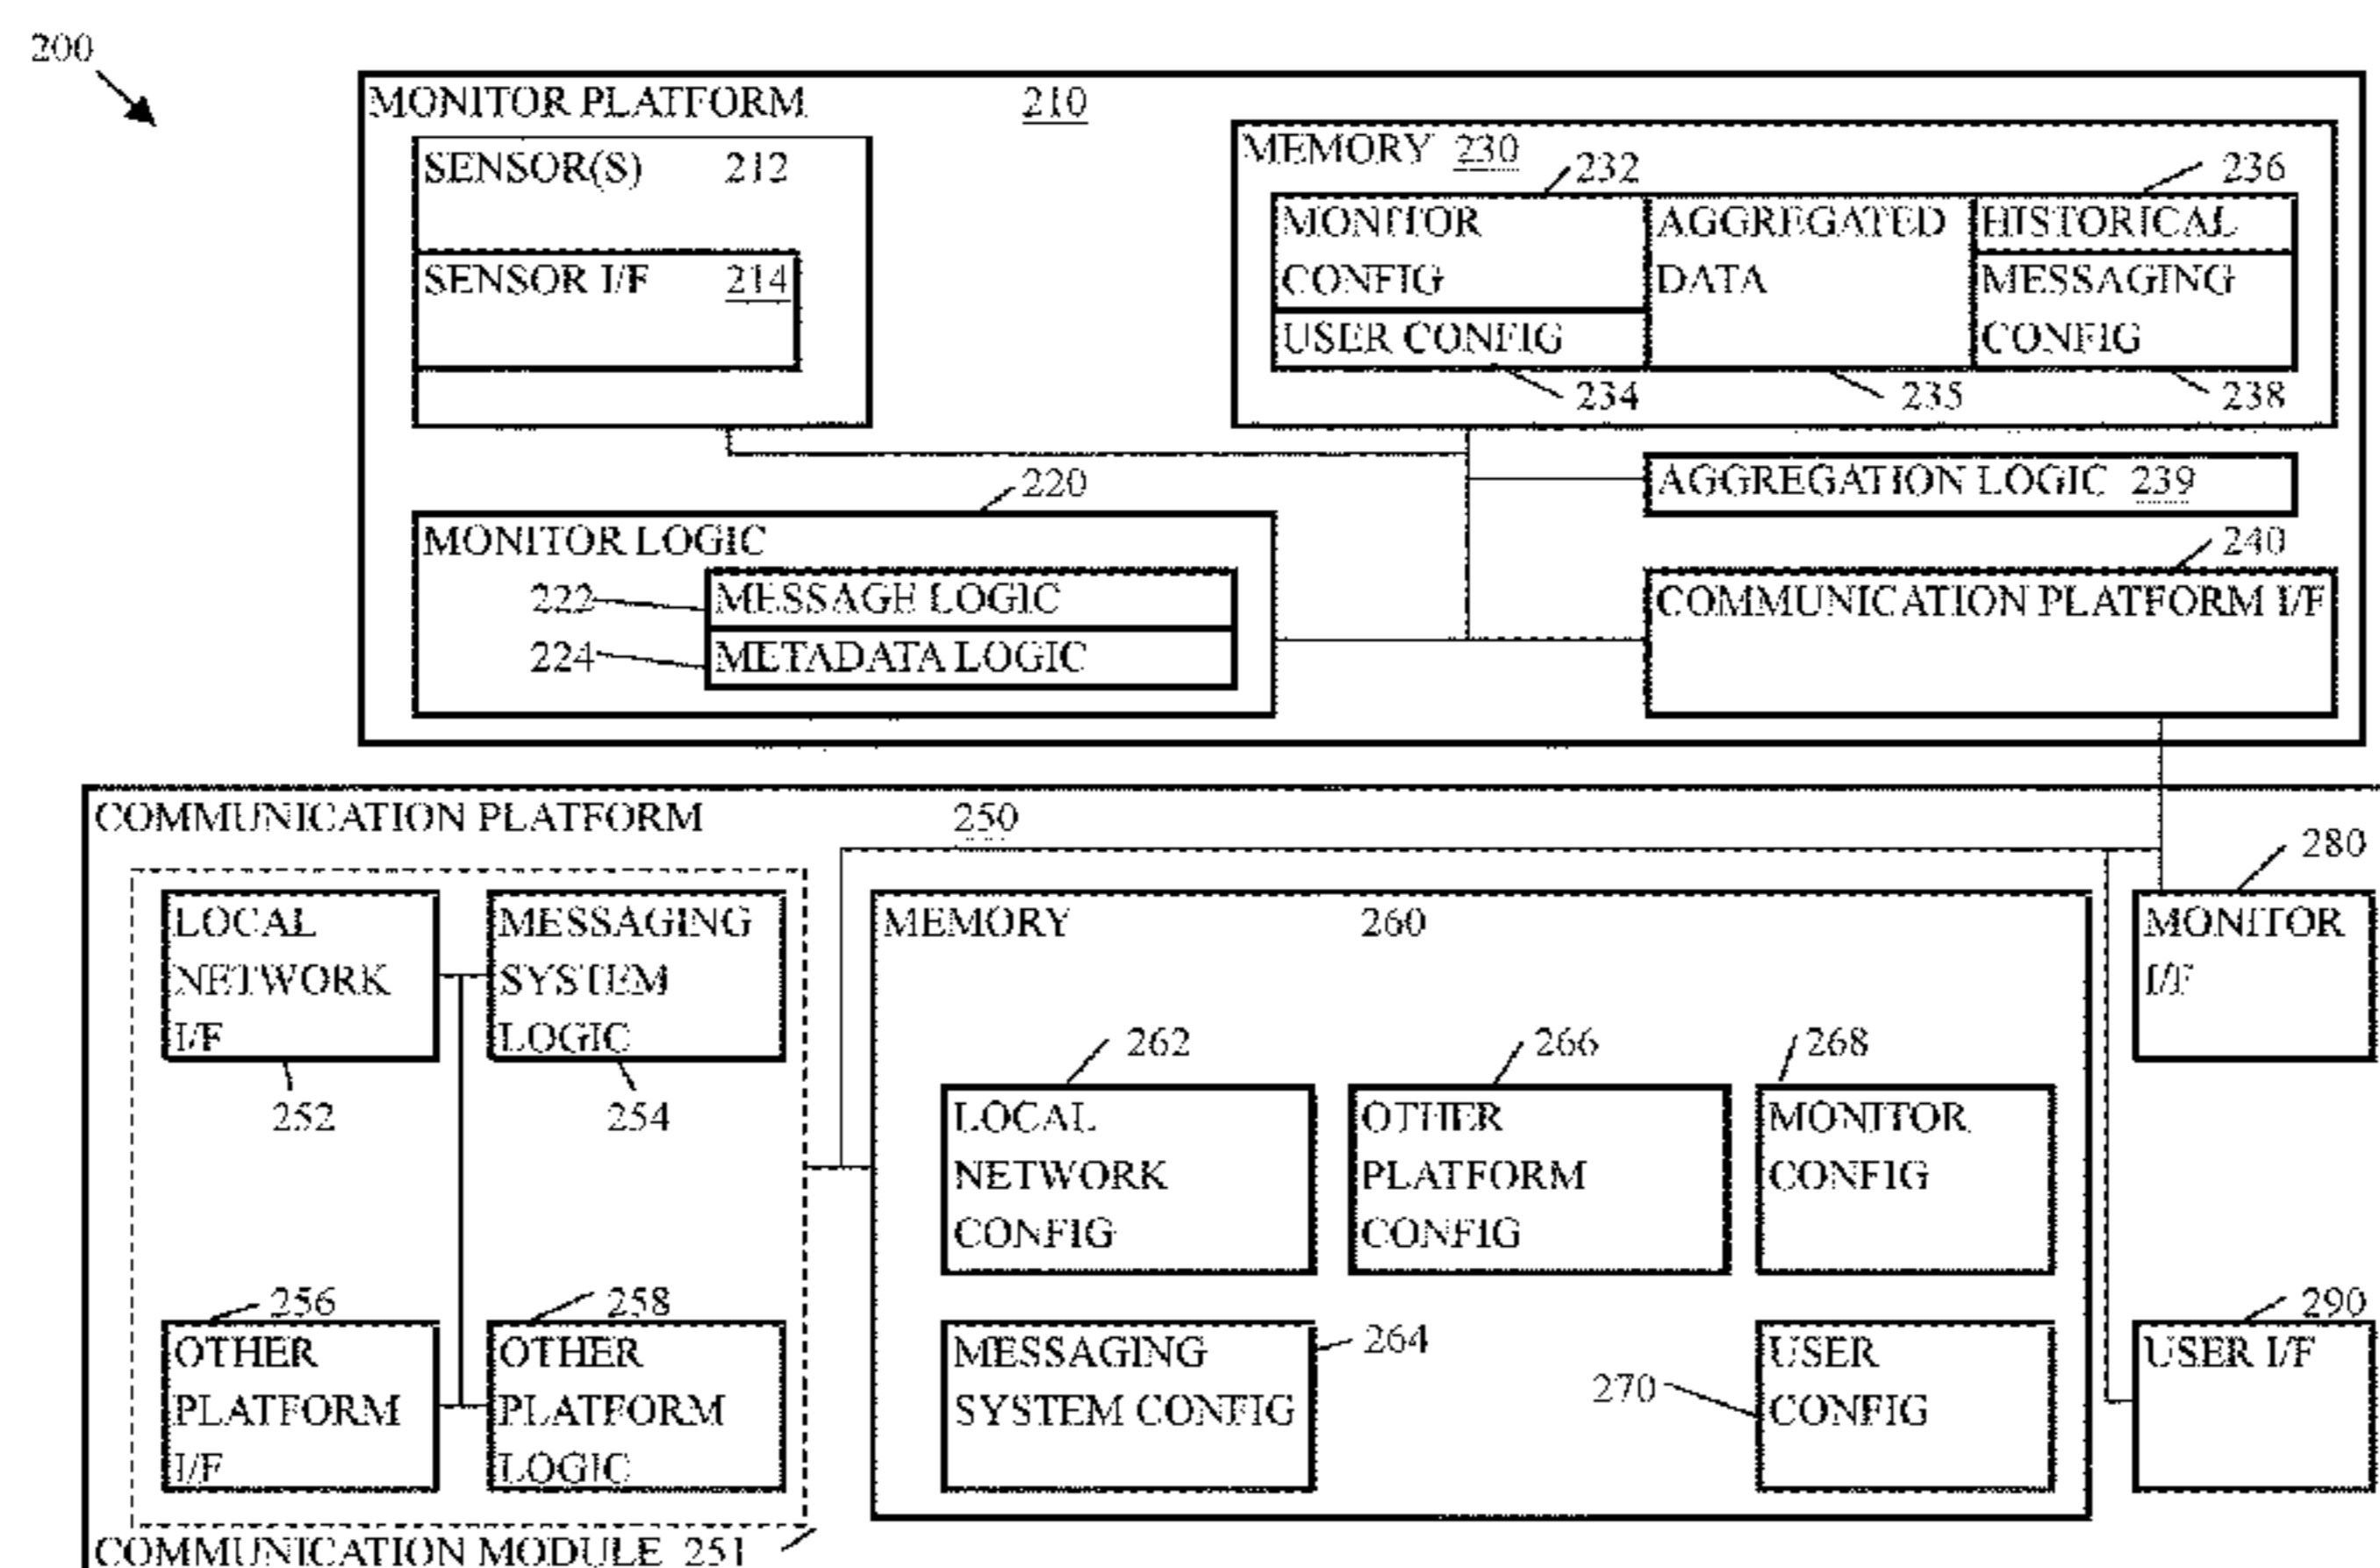 200
MONITOR PLATFORM 210
SENSOR(S) 212
SENSOR I/F 214
MEMORY 230
232
236
MONITOR
CONFIG
USER CONFIG
AGGREGATED
DATA
HISTORICAL
MESSAGING
CONFIG
234
235
238
AGGREGATION LOGIC 239
220
MONITOR LOGIC
222
MESSAGE LOGIC
224
METADATA LOGIC
240
COMMUNICATION PLATFORM I/F
COMMUNICATION PLATFORM 250
LOCAL
NETWORK
I/F
252
MESSAGING
SYSTEM
LOGIC
254
256
OTHER
PLATFORM
I/F
258
OTHER
PLATFORM
LOGIC
COMMUNICATION MODULE 251
MEMORY 260
262
LOCAL
NETWORK
CONFIG
266
OTHER
PLATFORM
CONFIG
268
MONITOR
CONFIG
MESSAGING
SYSTEM CONFIG
264
270
USER
CONFIG
280
MONITOR
I/F
290
USER I/F